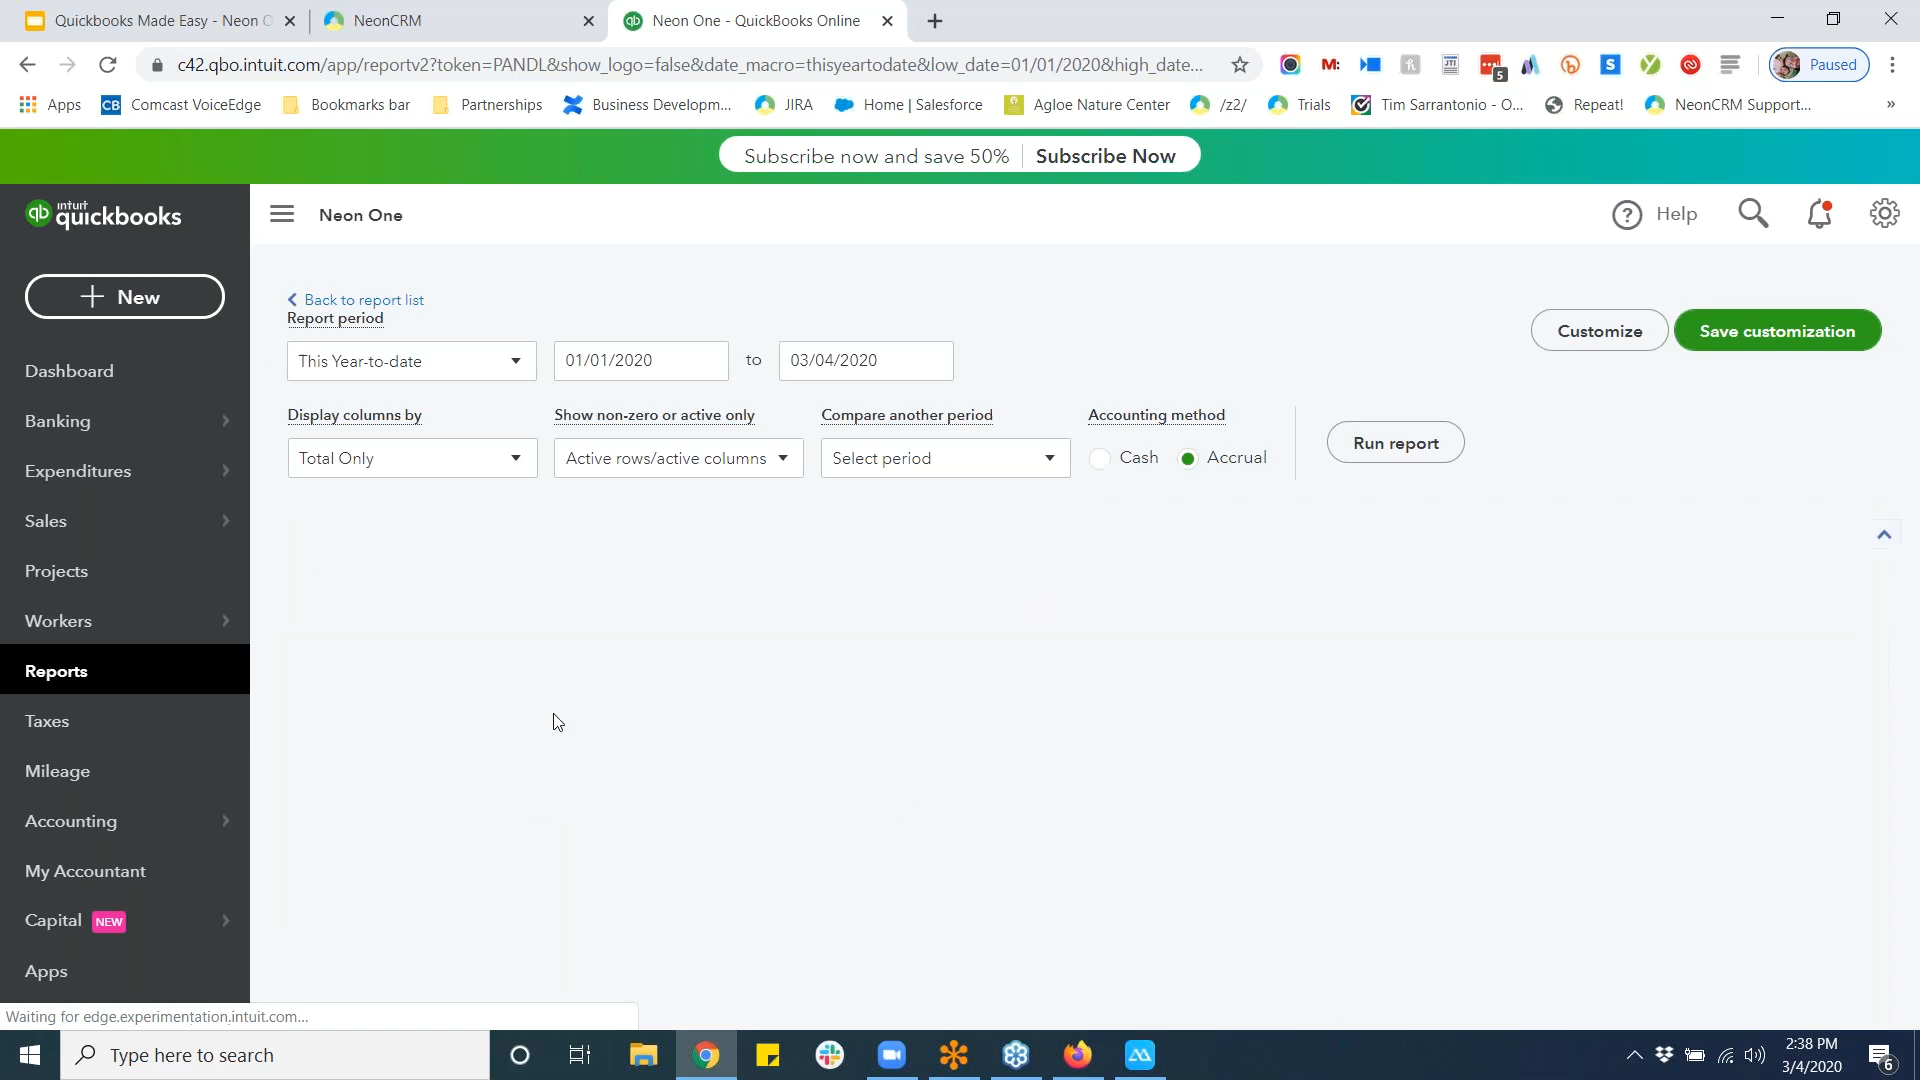 Quickbooks Made Easy - Neon O
NeonCRM
Neon One - QuickBooks Online
c42.qbo.intuit.com/app/reportv2?token=PANDL&show_logo=false&date_macro=thisyeartodate&low_date=01/01/2020&high_date...
M:
JTI
5
S
Paused
Apps
CB Comcast VoiceEdge
Bookmarks bar
Partnerships
Business Developm...
JIRA
Home | Salesforce
Agloe Nature Center
/z2/
Trials
Tim Sarrantonio - O...
Repeat!
NeonCRM Support...
»
Subscribe now and save 50%
Subscribe Now
qb intuit quickbooks
Neon One
Help
New
Back to report list
Report period
This Year-to-date
01/01/2020
to
03/04/2020
Customize
Save customization
Display columns by
Show non-zero or active only
Compare another period
Accounting method
Total Only
Active rows/active columns
Select period
Cash
Accrual
Run report
Dashboard
Banking
Expenditures
Sales
Projects
Workers
Reports
Taxes
Mileage
Accounting
My Accountant
Capital NEW
Apps
Waiting for edge.experimentation.intuit.com...
Type here to search
2:38 PM
3/4/2020
6